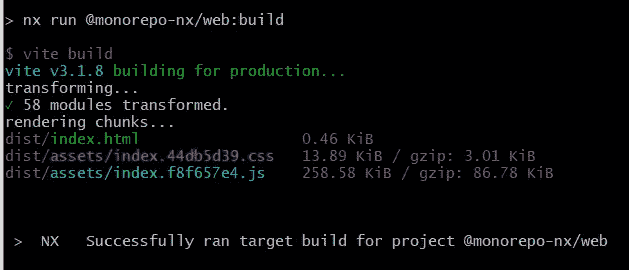 > nx run @monorepo-nx/web:build
$ vite build
vite v3.1.8 building for production...
transforming...
✓ 58 modules transformed.
rendering chunks...
dist/index.html 0.46 KiB
dist/assets/index.44db5d39.css 13.89 KiB / gzip: 3.01 KiB
dist/assets/index.f8f657e4.js 258.58 KiB / gzip: 86.78 KiB
> NX Successfully ran target build for project @monorepo-nx/web